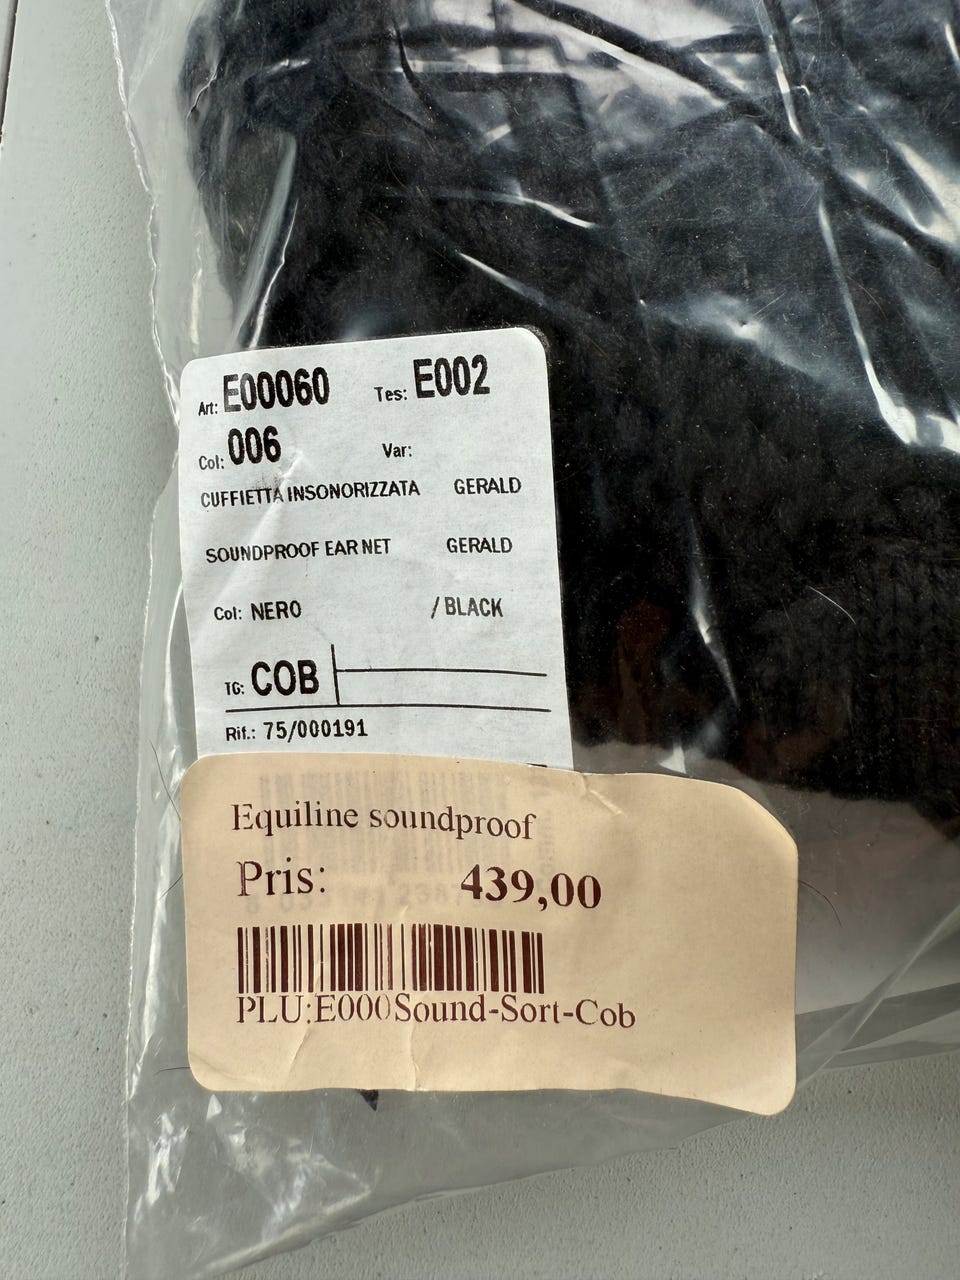 Art: E00060 Tes: E002
Col: 006 Var:
CUFFIETTA INSONORIZZATA GERALD
SOUNDPROOF EAR NET GERALD
Col: NERO / BLACK
TG: COB
Rif.: 75/000191
Equiline soundproof
Pris: 439,00
PLU:E000Sound-Sort-Cob